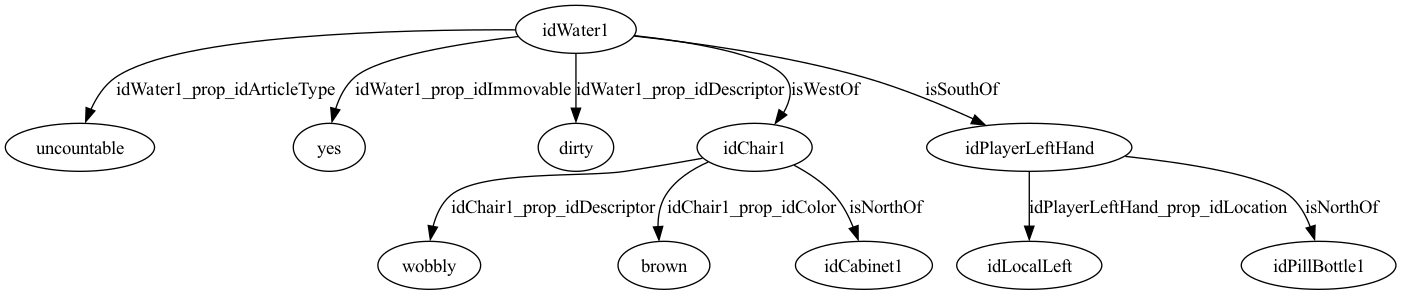 idWater1
idWater1_prop_idArticleType
idWater1_prop_idImmovable
idWater1_prop_idDescriptor
isWestOf
isSouthOf
uncountable
yes
dirty
idChair1
idPlayerLeftHand
idChair1_prop_idDescriptor
idChair1_prop_idColor
isNorthOf
idPlayerLeftHand_prop_idLocation
isNorthOf
wobbly
brown
idCabinet1
idLocalLeft
idPillBottle1